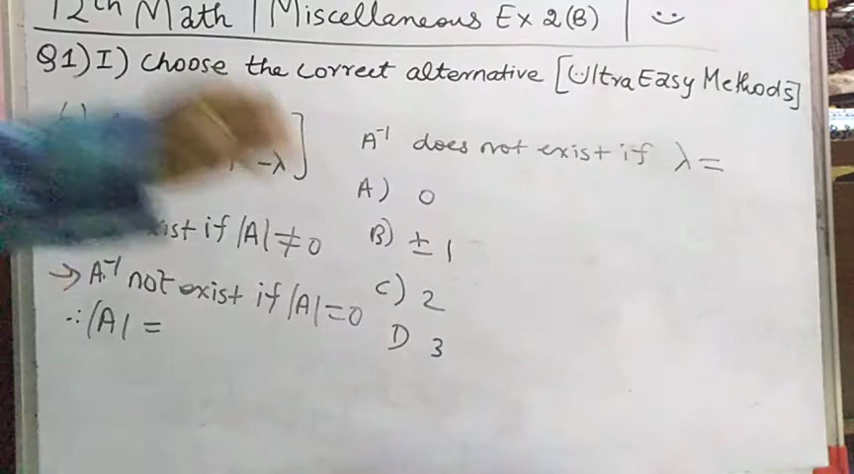 12th Math | Miscellaneous Ex 2(B) | :)
Q1) I) Choose the correct alternative [Ultra Easy Methods]
-λ] A⁻¹ does not exist if λ =
A) 0
if |A| ≠ 0
B) ± 1
→ A⁻¹ not exist if |A| = 0
C) 2
∴ |A| =
D 3